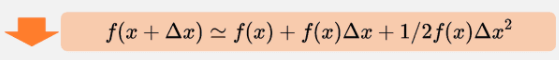 f(x + Δx) ≃ f(x) + f(x)Δx + 1/2f(x)Δx²